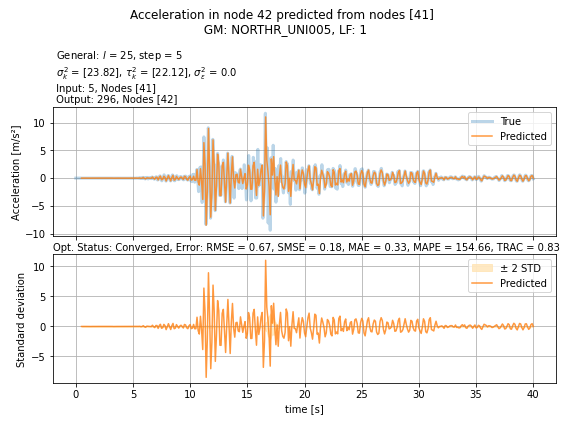 Acceleration in node 42 predicted from nodes [41]
GM: NORTHR_UNI005, LF: 1
General: l = 25, step = 5
σ²ₖ = [23.82], τ²ₖ = [22.12], σ²ₑ = 0.0
Input: 5, Nodes [41]
Output: 296, Nodes [42]
Acceleration [m/s²]
10
5
0
−5
−10
True
Predicted
Opt. Status: Converged, Error: RMSE = 0.67, SMSE = 0.18, MAE = 0.33, MAPE = 154.66, TRAC = 0.83
Standard deviation
10
5
0
−5
± 2 STD
Predicted
0 5 10 15 20 25 30 35 40
time [s]